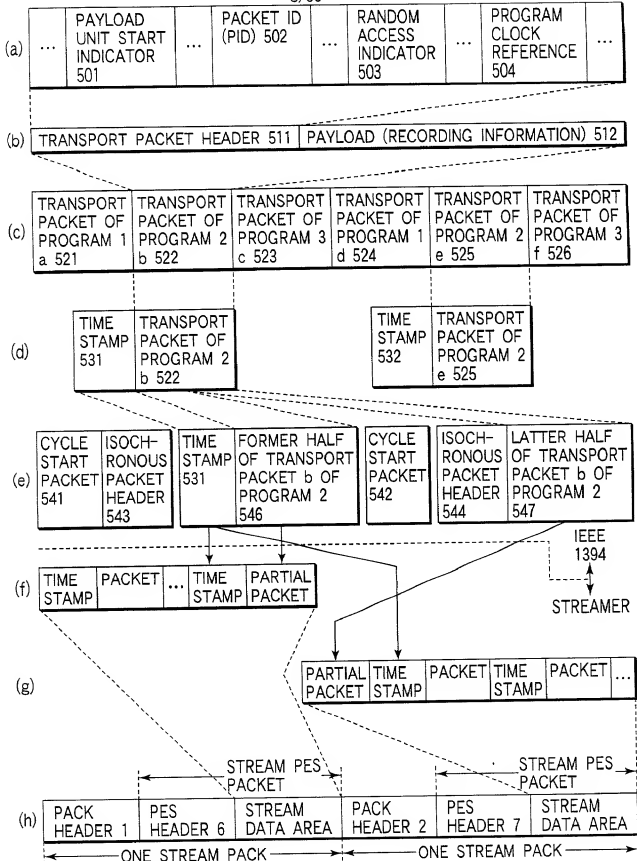 (a)
...
PAYLOAD
UNIT START
INDICATOR
501
...
PACKET ID
(PID) 502
...
RANDOM
ACCESS
INDICATOR
503
...
PROGRAM
CLOCK
REFERENCE
504
...
(b)
TRANSPORT PACKET HEADER 511
PAYLOAD (RECORDING INFORMATION) 512
(c)
TRANSPORT
PACKET OF
PROGRAM 1
a 521
TRANSPORT
PACKET OF
PROGRAM 2
b 522
TRANSPORT
PACKET OF
PROGRAM 3
c 523
TRANSPORT
PACKET OF
PROGRAM 1
d 524
TRANSPORT
PACKET OF
PROGRAM 2
e 525
TRANSPORT
PACKET OF
PROGRAM 3
f 526
(d)
TIME
STAMP
531
TRANSPORT
PACKET OF
PROGRAM 2
b 522
TIME
STAMP
532
TRANSPORT
PACKET OF
PROGRAM 2
e 525
(e)
CYCLE
START
PACKET
541
ISOCH-
RONOUS
PACKET
HEADER
543
TIME
STAMP
531
FORMER HALF
OF TRANSPORT
PACKET b OF
PROGRAM 2
546
CYCLE
START
PACKET
542
ISOCH-
RONOUS
PACKET
HEADER
544
LATTER HALF
OF TRANSPORT
PACKET b OF
PROGRAM 2
547
IEEE
1394
STREAMER
(f)
TIME
STAMP
PACKET
...
TIME
STAMP
PARTIAL
PACKET
(g)
PARTIAL
PACKET
TIME
STAMP
PACKET
TIME
STAMP
PACKET
...
STREAM PES
PACKET
STREAM PES
PACKET
(h)
PACK
HEADER 1
PES
HEADER 6
STREAM
DATA AREA
PACK
HEADER 2
PES
HEADER 7
STREAM
DATA AREA
ONE STREAM PACK
ONE STREAM PACK